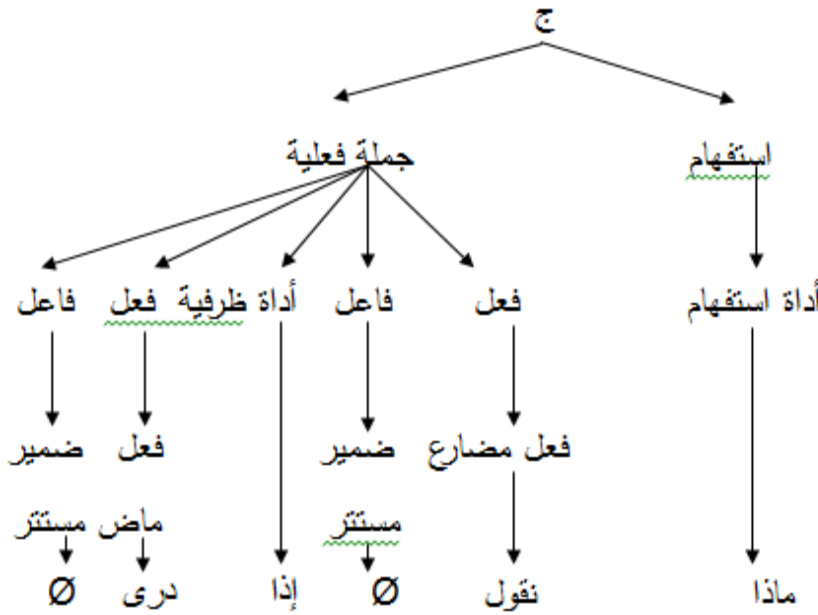 ج
استفهام جملة فعلية
أداة استفهام فعل فاعل أداة ظرفية فعل فاعل
فعل مضارع ضمير فعل ضمير
مستتر ماض مستتر
ماذا نقول Ø إذا درى Ø